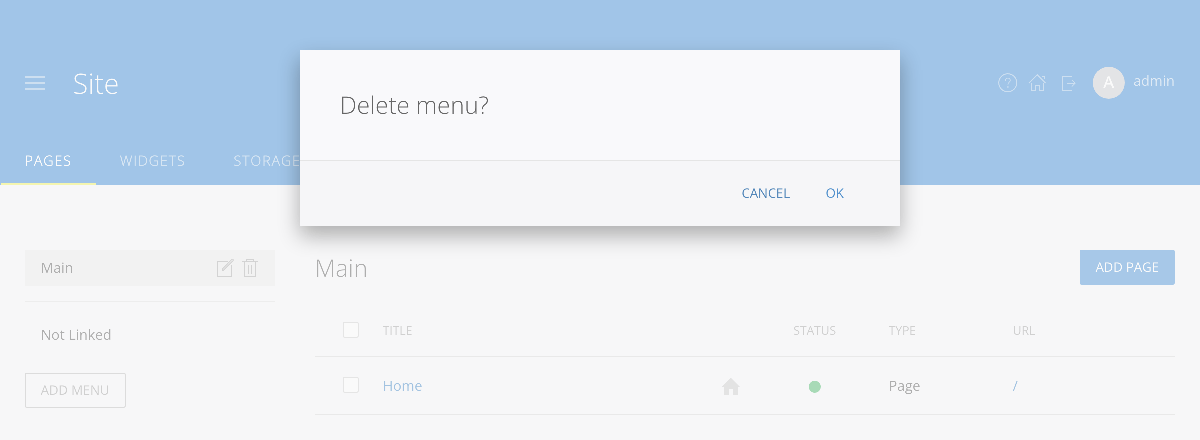 Site
A
admin
PAGES
WIDGETS
STORAGE
Delete menu?
CANCEL
OK
Main
Not Linked
ADD MENU
Main
ADD PAGE
TITLE
STATUS
TYPE
URL
Home
Page
/